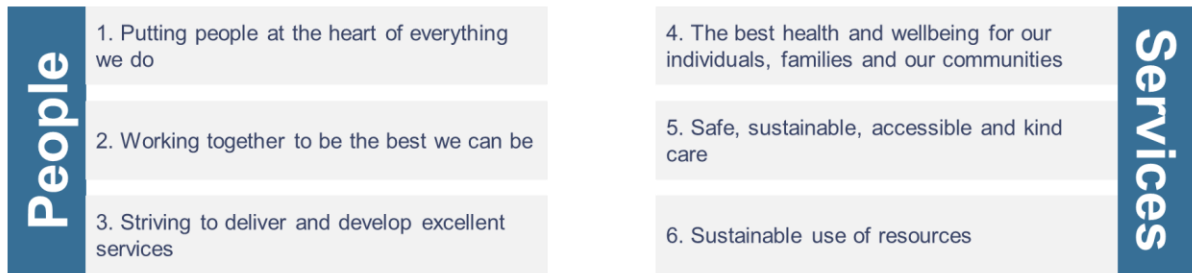 People
1. Putting people at the heart of everything
we do
2. Working together to be the best we can be
3. Striving to deliver and develop excellent
services
4. The best health and wellbeing for our
individuals, families and our communities
5. Safe, sustainable, accessible and kind
care
6. Sustainable use of resources
Services